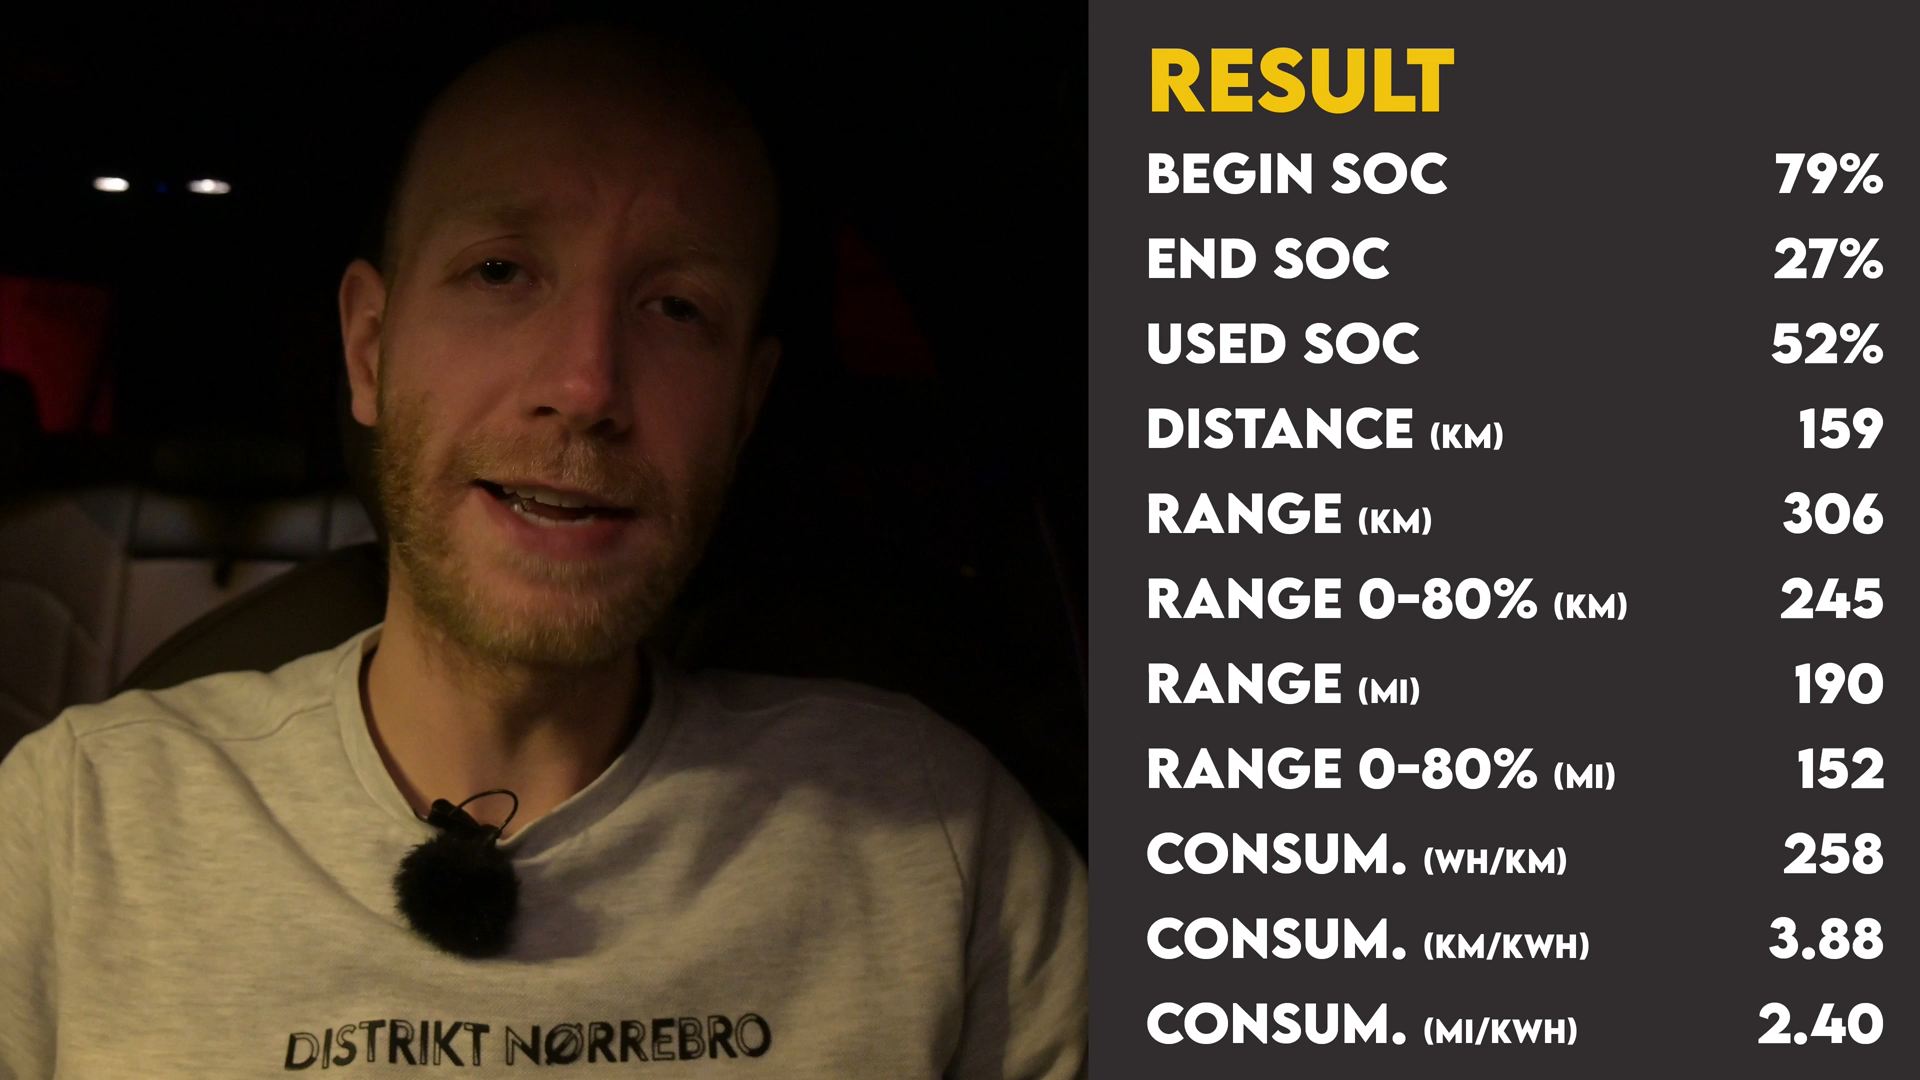 RESULT
BEGIN SOC 79%
END SOC 27%
USED SOC 52%
DISTANCE (KM) 159
RANGE (KM) 306
RANGE 0-80% (KM) 245
RANGE (MI) 190
RANGE 0-80% (MI) 152
CONSUM. (WH/KM) 258
CONSUM. (KM/KWH) 3.88
CONSUM. (MI/KWH) 2.40
DISTRIKT NØRREBRO